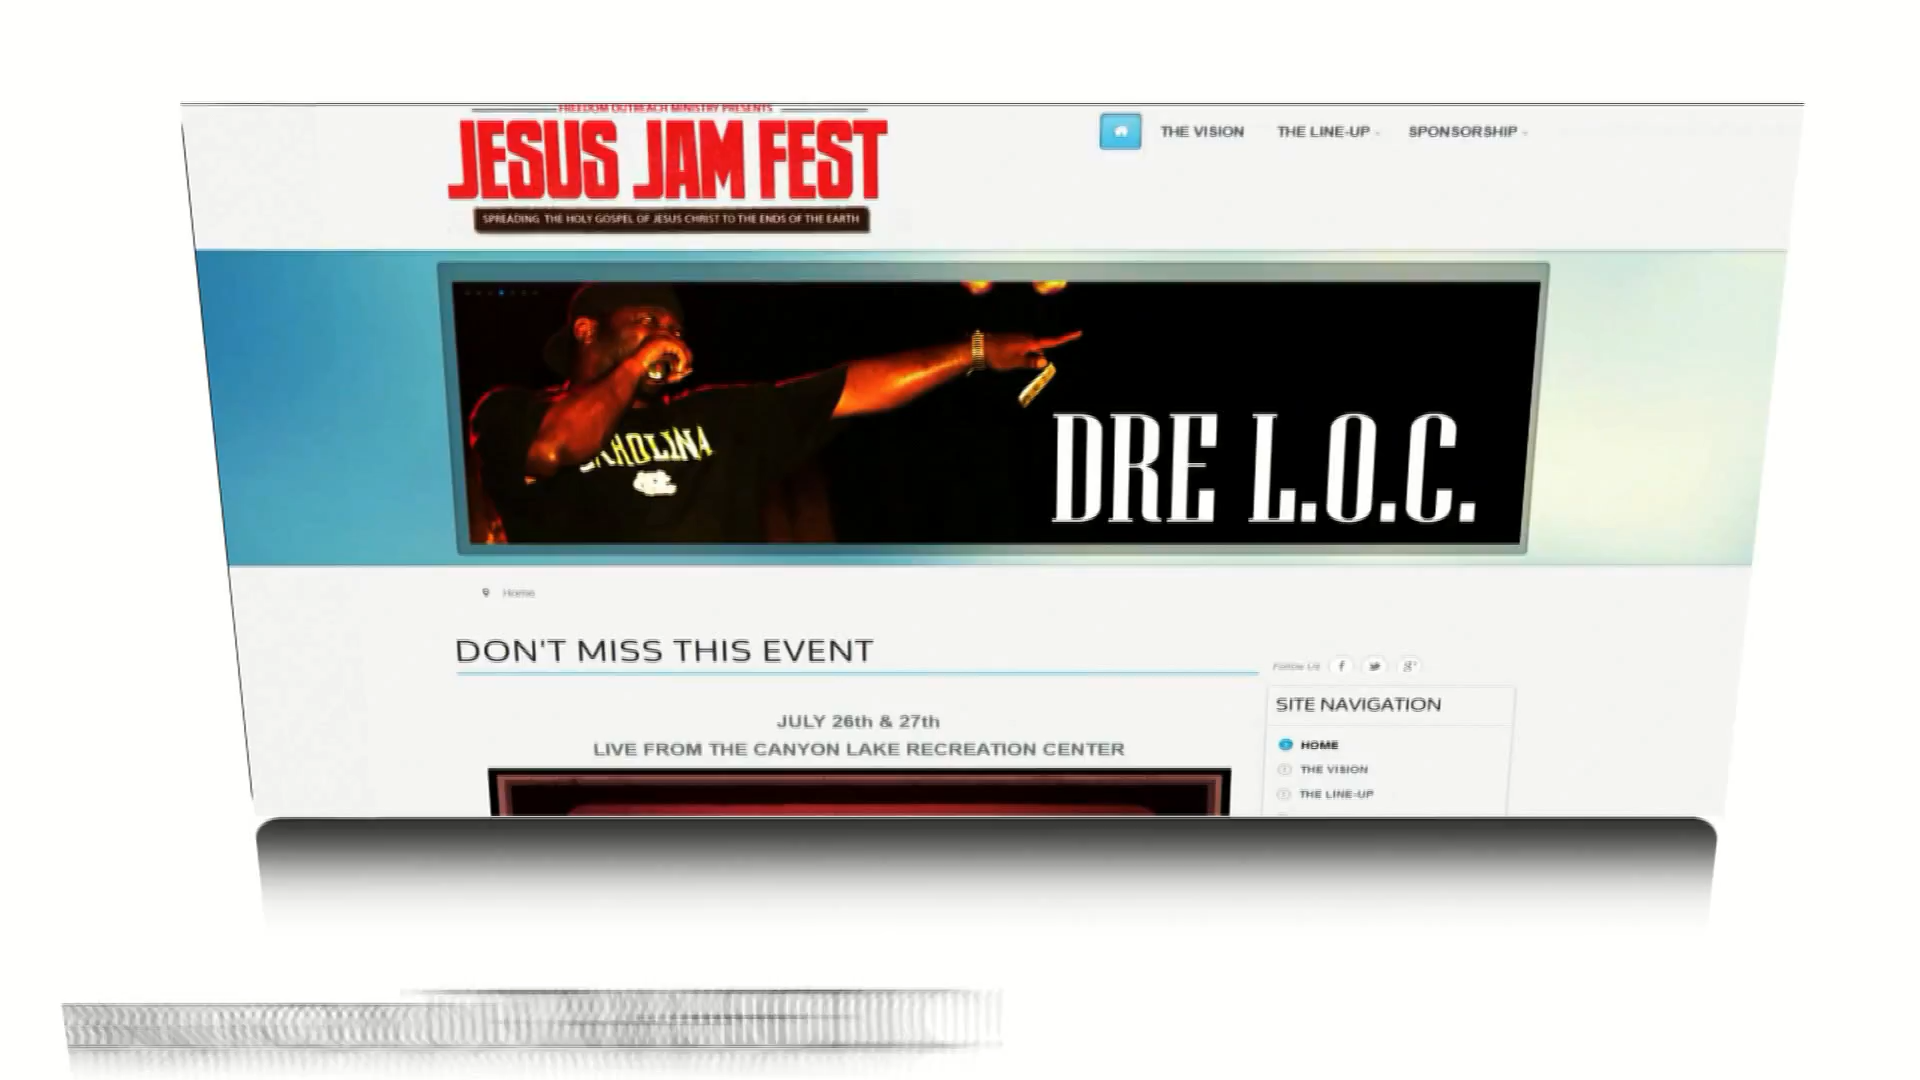 FREEDOM OUTREACH MINISTRY PRESENTS
JESUS JAM FEST
SPREADING THE HOLY GOSPEL OF JESUS CHRIST TO THE ENDS OF THE EARTH
THE VISION THE LINE-UP SPONSORSHIP
CAROLINA
DRE L.O.C.
Home
DON'T MISS THIS EVENT
Follow Us
JULY 26th & 27th
LIVE FROM THE CANYON LAKE RECREATION CENTER
SITE NAVIGATION
HOME
THE VISION
THE LINE-UP